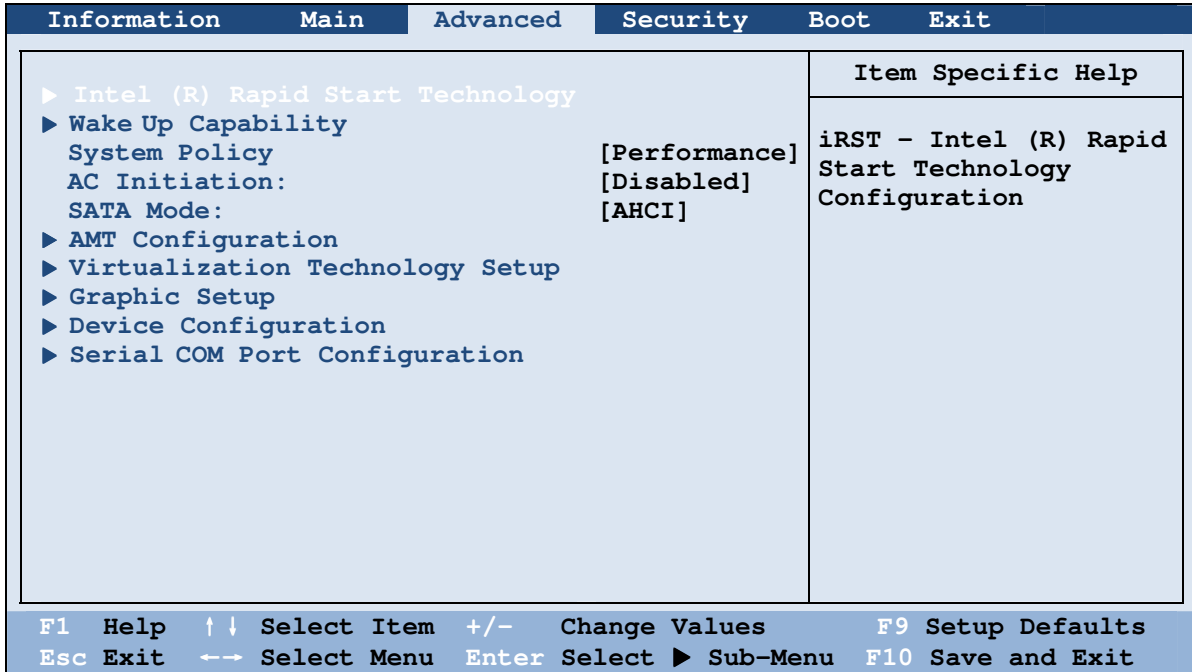 Information Main Advanced Security Boot Exit
▶ Intel (R) Rapid Start Technology
▶ Wake Up Capability
System Policy [Performance]
AC Initiation: [Disabled]
SATA Mode: [AHCI]
▶ AMT Configuration
▶ Virtualization Technology Setup
▶ Graphic Setup
▶ Device Configuration
▶ Serial COM Port Configuration
Item Specific Help
iRST - Intel (R) Rapid
Start Technology
Configuration
F1 Help ↑↓ Select Item +/- Change Values F9 Setup Defaults
Esc Exit ←→ Select Menu Enter Select ▶ Sub-Menu F10 Save and Exit